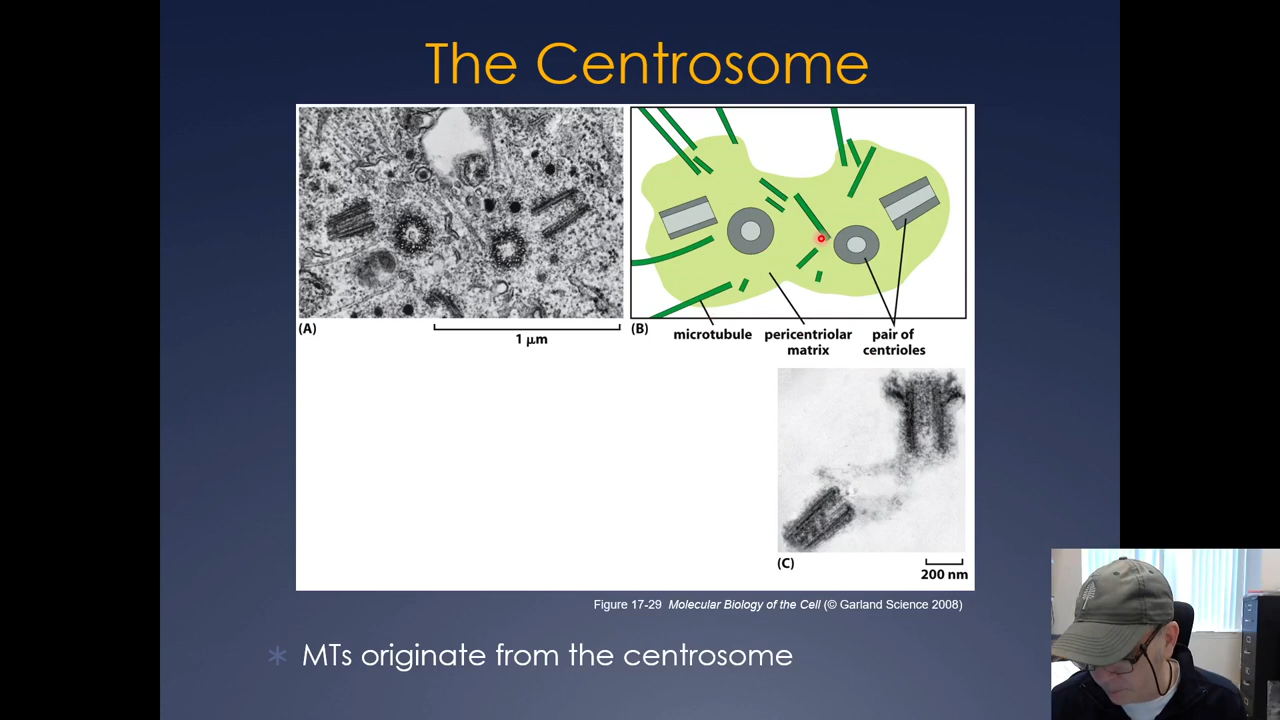 The Centrosome
(A)
1 μm
(B)
microtubule
pericentriolar
matrix
pair of
centrioles
(C)
200 nm
Figure 17-29 Molecular Biology of the Cell (© Garland Science 2008)
MTs originate from the centrosome